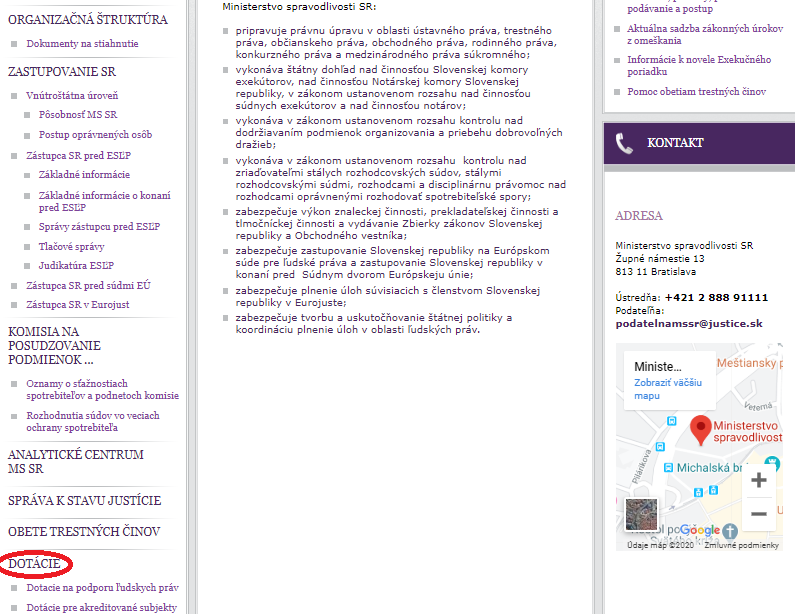 ORGANIZAČNÁ ŠTRUKTÚRA
Dokumenty na stiahnutie
ZASTUPOVANIE SR
Vnútroštátna úroveň
Pôsobnosť MS SR
Postup oprávnených osôb
Zástupca SR pred ESĽP
Základné informácie
Základné informácie o konaní
pred ESĽP
Správy zástupcu pred ESĽP
Tlačové správy
Judikatúra ESĽP
Zástupca SR pred súdmi EÚ
Zástupca SR v Eurojust
KOMISIA NA
POSUDZOVANIE
PODMIENOK ...
Oznamy o sťažnostiach
spotrebiteľov a podnetoch komisie
Rozhodnutia súdov vo veciach
ochrany spotrebiteľa
ANALYTICKÉ CENTRUM
MS SR
SPRÁVA K STAVU JUSTÍCIE
OBETE TRESTNÝCH ČINOV
DOTÁCIE
Dotacie na podporu ľudskych práv
Dotácie pre akreditované subjekty
Ministerstvo spravodlivosti SR:
pripravuje právnu úpravu v oblasti ústavného práva, trestného
práva, občianskeho práva, obchodného práva, rodinného práva,
konkurzného práva a medzinárodného práva súkromného;
vykonáva štátny dohľad nad činnosťou Slovenskej komory
exekútorov, nad činnosťou Notárskej komory Slovenskej
republiky, v zákonom ustanovenom rozsahu nad činnosťou
súdnych exekútorov a nad činnosťou notárov;
vykonáva v zákonom ustanovenom rozsahu kontrolu nad
dodržiavaním podmienok organizovania a priebehu dobrovoľných
dražieb;
vykonáva v zákonom ustanovenom rozsahu kontrolu nad
zriaďovateľmi stálych rozhodcovských súdov, stálymi
rozhodcovskými súdmi, rozhodcami a disciplinárnu právomoc nad
rozhodcami oprávnenými rozhodovať spotrebiteľské spory;
zabezpečuje výkon znaleckej činnosti, prekladateľskej činnosti a
tlmočníckej činnosti a vydávanie Zbierky zákonov Slovenskej
republiky a Obchodného vestníka;
zabezpečuje zastupovanie Slovenskej republiky na Európskom
súde pre ľudské práva a zastupovanie Slovenskej republiky v
konaní pred Súdnym dvorom Európskeju únie;
zabezpečuje plnenie úloh súvisiacich s členstvom Slovenskej
republiky v Eurojuste;
zabezpečuje tvorbu a uskutočňovanie štátnej politiky a
koordináciu plnenie úloh v oblasti ľudských práv.
podávanie a postup
Aktuálna sadzba zákonných úrokov
z omeškania
Informácie k novele Exekučného
poriadku
Pomoc obetiam trestných činov
KONTAKT
ADRESA
Ministerstvo spravodlivosti SR
Župné námestie 13
813 11 Bratislava
Ústredňa: +421 2 888 91111
Podateľňa:
podatelnamssr@justice.sk
Ministe...
Zobraziť väčšiu
mapu
Meštiansky p
Veterná
Ministerstvo
spravodlivost
Pilárikova
Michalská br
Google
Údaje máp ©2020 Zmluvné podmienky